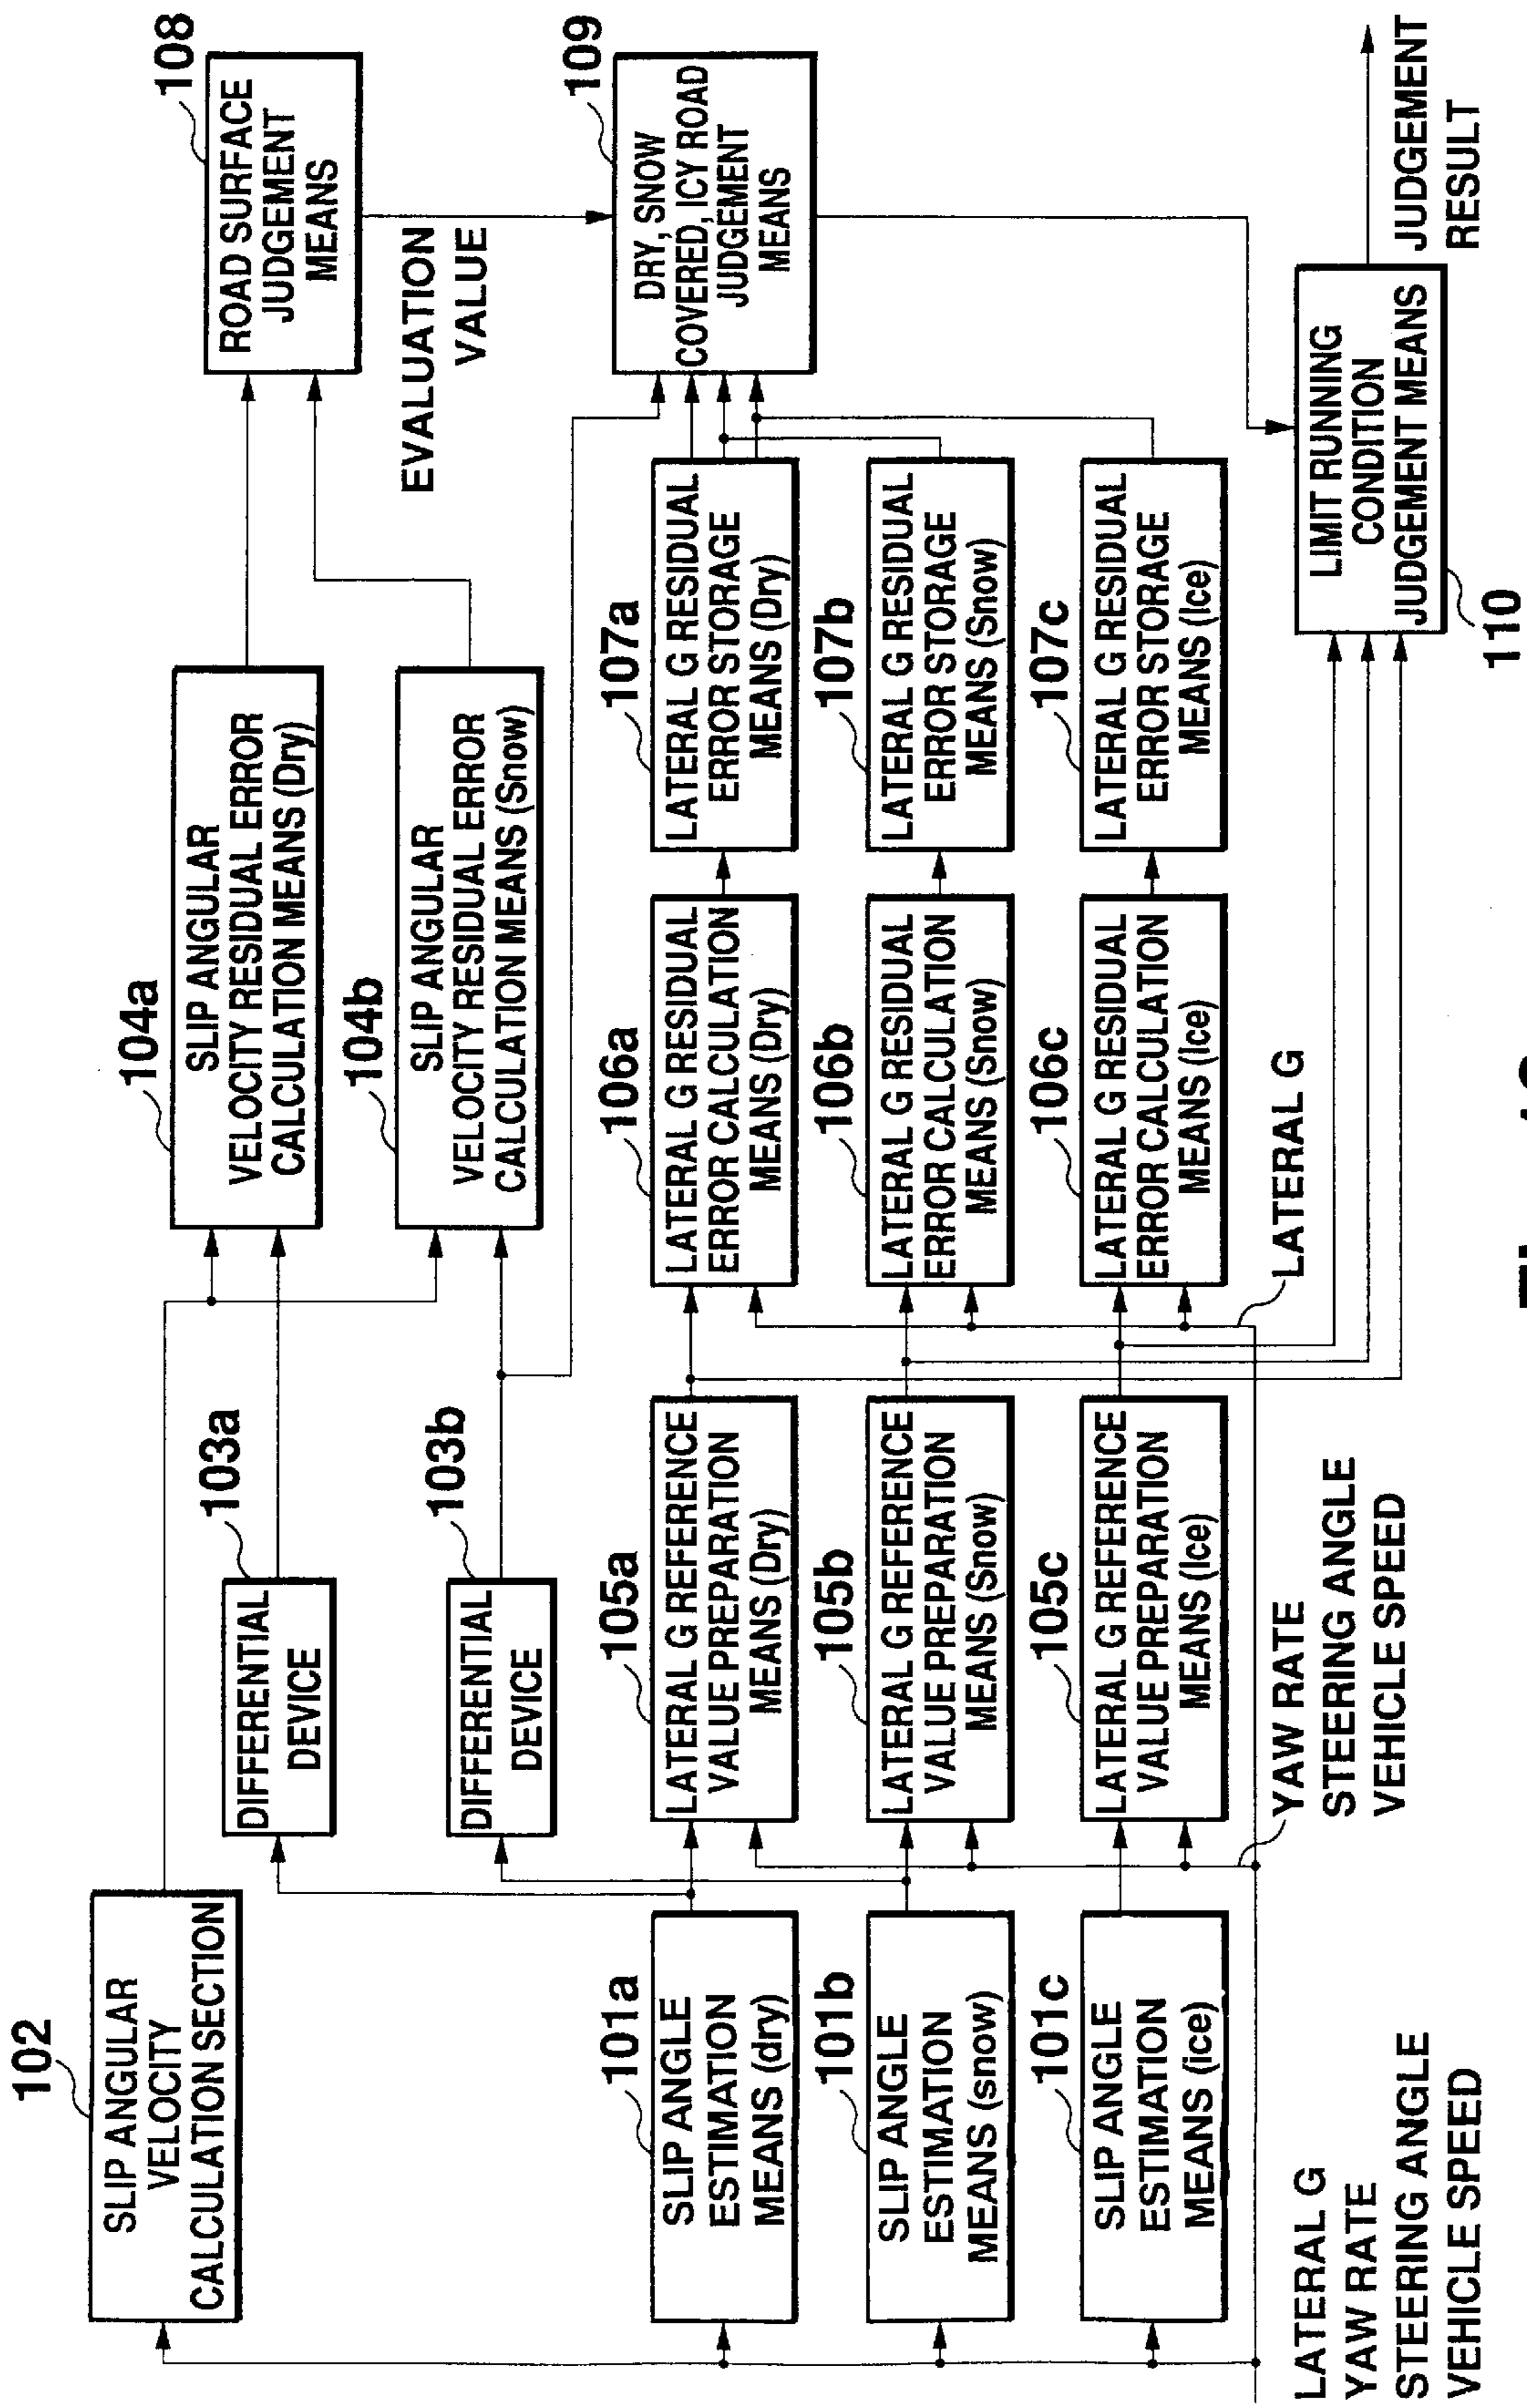 102
SLIP ANGULAR
VELOCITY
CALCULATION SECTION
103a
DIFFERENTIAL
DEVICE
103b
DIFFERENTIAL
DEVICE
104a
SLIP ANGULAR
VELOCITY RESIDUAL ERROR
CALCULATION MEANS (Dry)
104b
SLIP ANGULAR
VELOCITY RESIDUAL ERROR
CALCULATION MEANS (Snow)
108
ROAD SURFACE
JUDGEMENT
MEANS
EVALUATION
VALUE
109
DRY, SNOW
COVERED, ICY ROAD
JUDGEMENT
MEANS
101a
SLIP ANGLE
ESTIMATION
MEANS (dry)
105a
LATERAL G REFERENCE
VALUE PREPARATION
MEANS (Dry)
106a
LATERAL G RESIDUAL
ERROR CALCULATION
MEANS (Dry)
107a
LATERAL G RESIDUAL
ERROR STORAGE
MEANS (Dry)
101b
SLIP ANGLE
ESTIMATION
MEANS (snow)
105b
LATERAL G REFERENCE
VALUE PREPARATION
MEANS (Snow)
106b
LATERAL G RESIDUAL
ERROR CALCULATION
MEANS (Snow)
107b
LATERAL G RESIDUAL
ERROR STORAGE
MEANS (Snow)
101c
SLIP ANGLE
ESTIMATION
MEANS (ice)
105c
LATERAL G REFERENCE
VALUE PREPARATION
MEANS (Ice)
106c
LATERAL G RESIDUAL
ERROR CALCULATION
MEANS (Ice)
107c
LATERAL G RESIDUAL
ERROR STORAGE
MEANS (Ice)
LATERAL G
YAW RATE
STEERING ANGLE
VEHICLE SPEED
YAW RATE
STEERING ANGLE
VEHICLE SPEED
LATERAL G
LIMIT RUNNING
CONDITION
JUDGEMENT MEANS
110
JUDGEMENT
RESULT